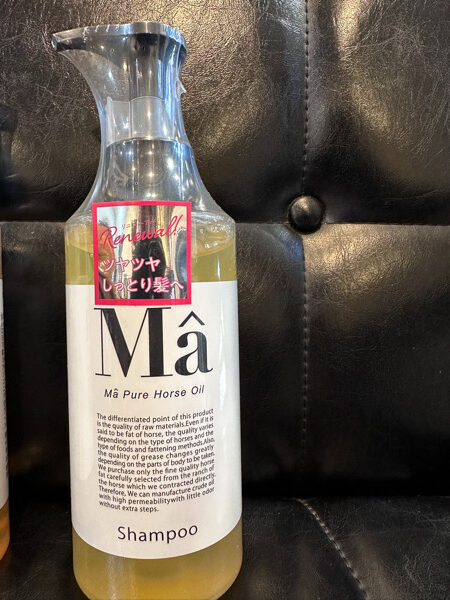 Renewal!
ツヤツヤ
しっとり髪へ
Mâ
Mâ Pure Horse Oil
The differentiated point of this product
is the quality of raw materials.Even if it is
said to be fat of horse, the quality varies
depending on the type of horses and the
type of foods and fattening methods.Also,
the quality of grease changes greatly
depending on the parts of body to be taken.
We purchase only the fine quality horse
fat carefully selected from the ranch of
the horse which we contracted directly.
Therefore, We can manufacture crude oil
with high permeabilitywith little odor
without extra steps.
Shampoo